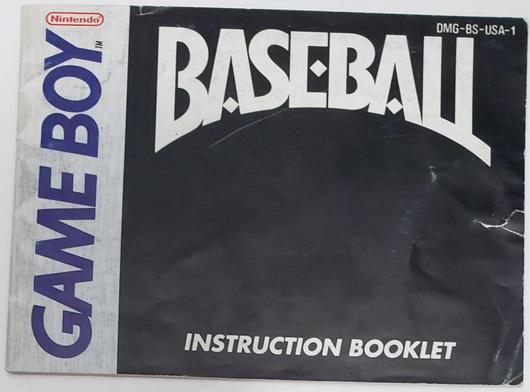 Nintendo
GAME BOY™
DMG-BS-USA-1
BASEBALL
INSTRUCTION BOOKLET